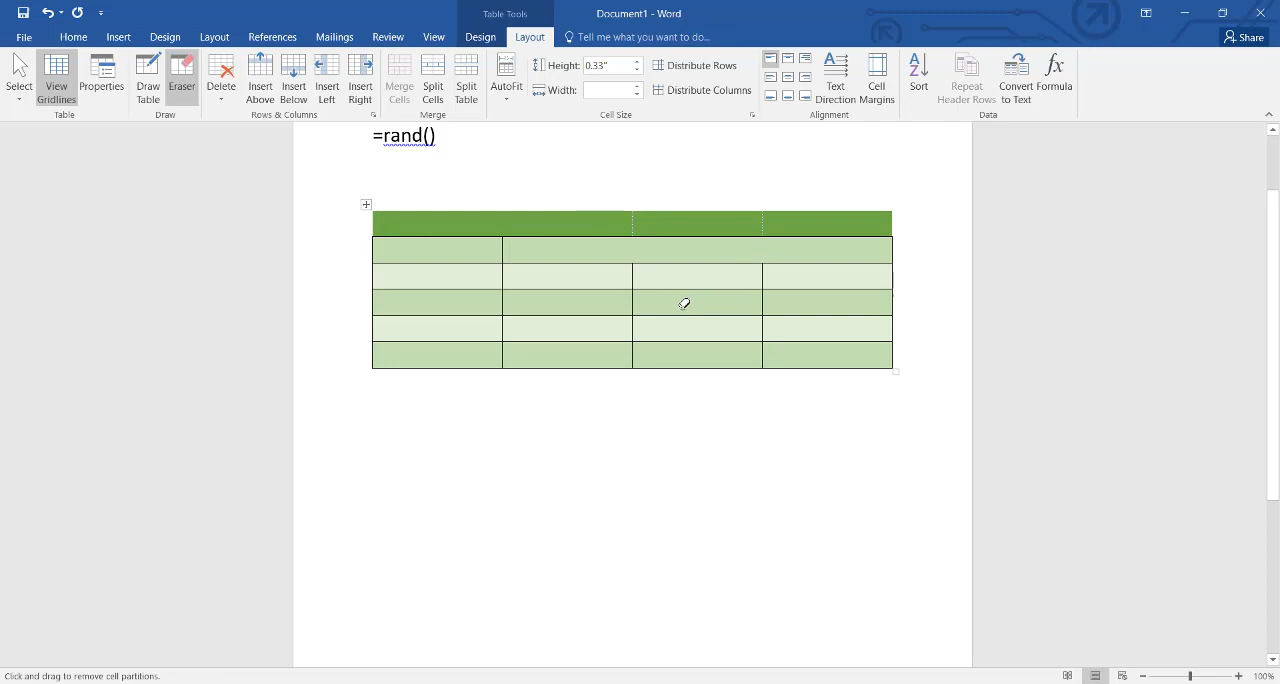 Table Tools
Document1 - Word
File Home Insert Design Layout References Mailings Review View Design Layout Tell me what you want to do... Share
Select View Gridlines Properties
Draw Table Eraser
Delete Insert Above Insert Below Insert Left Insert Right
Merge Cells Split Cells Split Table
AutoFit Height: 0.33" Distribute Rows
Width: Distribute Columns
Text Direction Cell Margins
Sort Repeat Header Rows Convert to Text Formula
Table Draw Rows & Columns Merge Cell Size Alignment Data
=rand()
Click and drag to remove cell partitions. 100%